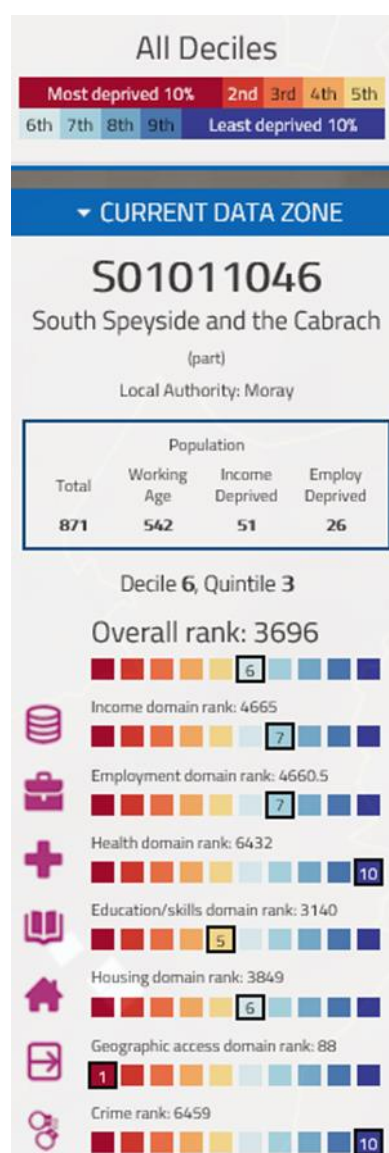 All Deciles
Most deprived 10% 2nd 3rd 4th 5th
6th 7th 8th 9th Least deprived 10%
CURRENT DATA ZONE
S01011046
South Speyside and the Cabrach
(part)
Local Authority: Moray
Population
Total Working Age Income Deprived Employ Deprived
871 542 51 26
Decile 6, Quintile 3
Overall rank: 3696
6
Income domain rank: 4665
7
Employment domain rank: 4660.5
7
Health domain rank: 6432
10
Education/skills domain rank: 3140
5
Housing domain rank: 3849
6
Geographic access domain rank: 88
1
Crime rank: 6459
10